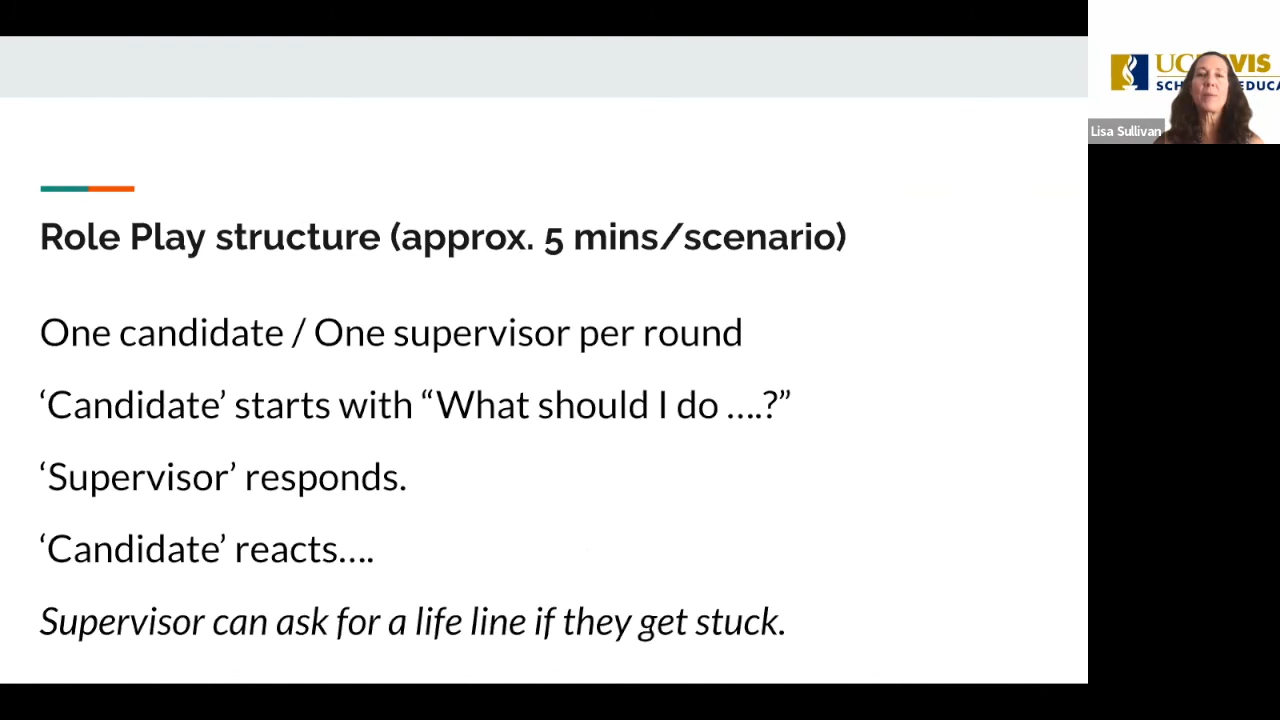 Role Play structure (approx. 5 mins/scenario)
One candidate / One supervisor per round
‘Candidate’ starts with “What should I do ....?”
‘Supervisor’ responds.
‘Candidate’ reacts....
Supervisor can ask for a life line if they get stuck.
Lisa Sullivan